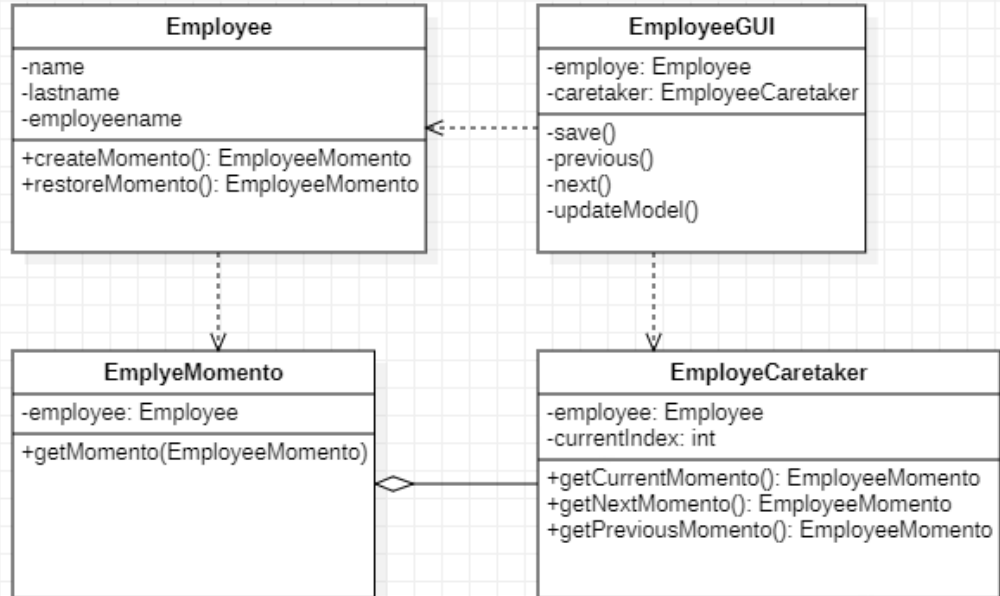 Employee
-name
-lastname
-employeename
+createMomento(): EmployeeMomento
+restoreMomento(): EmployeeMomento
EmployeeGUI
-employe: Employee
-caretaker: EmployeeCaretaker
-save()
-previous()
-next()
-updateModel()
EmplyeMomento
-employee: Employee
+getMomento(EmployeeMomento)
EmployeCaretaker
-employee: Employee
-currentIndex: int
+getCurrentMomento(): EmployeeMomento
+getNextMomento(): EmployeeMomento
+getPreviousMomento(): EmployeeMomento